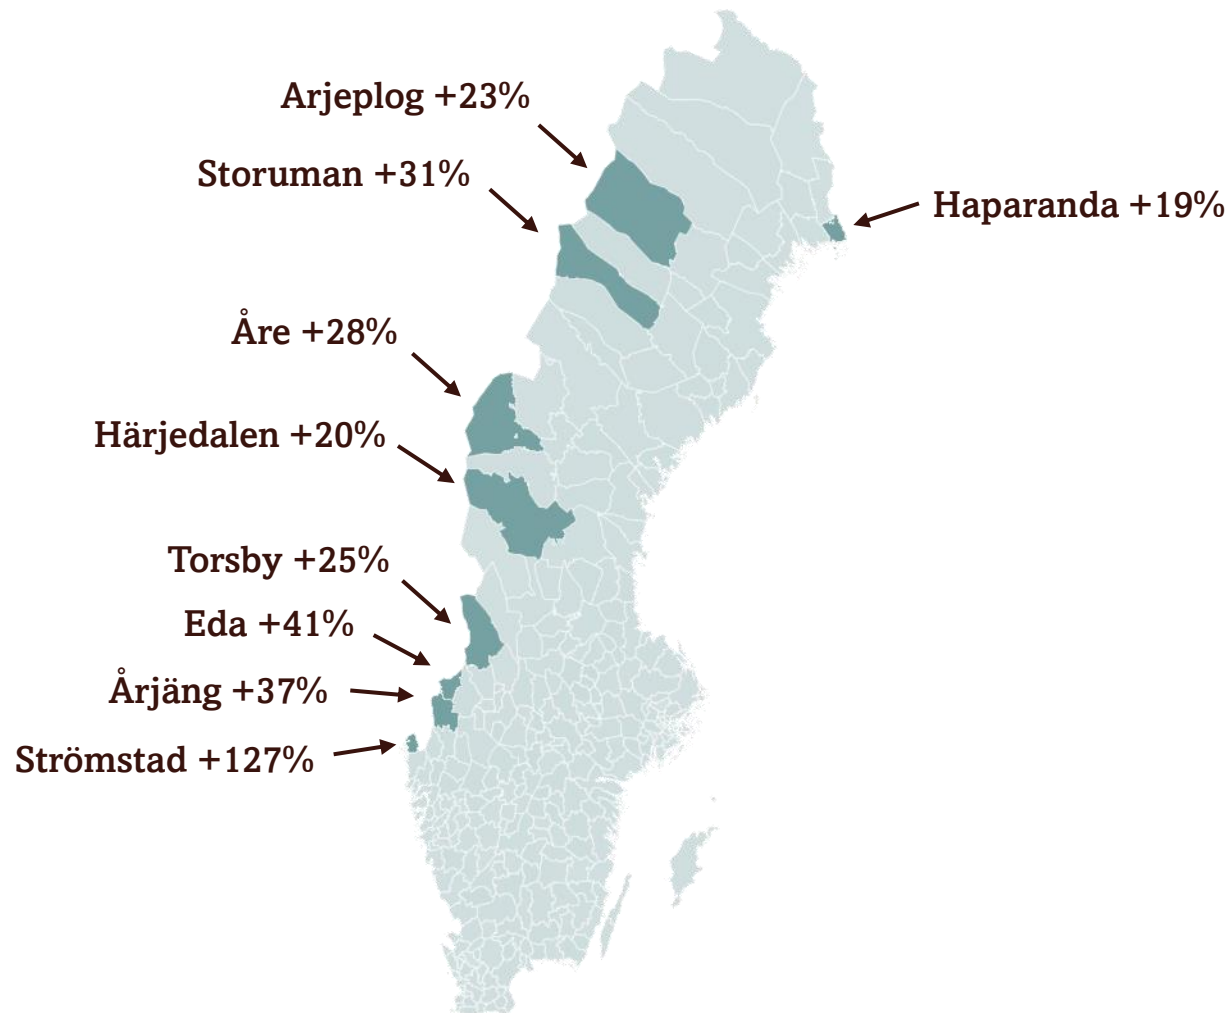 Arjeplog +23%
Storuman +31%
Haparanda +19%
Åre +28%
Härjedalen +20%
Torsby +25%
Eda +41%
Årjäng +37%
Strömstad +127%